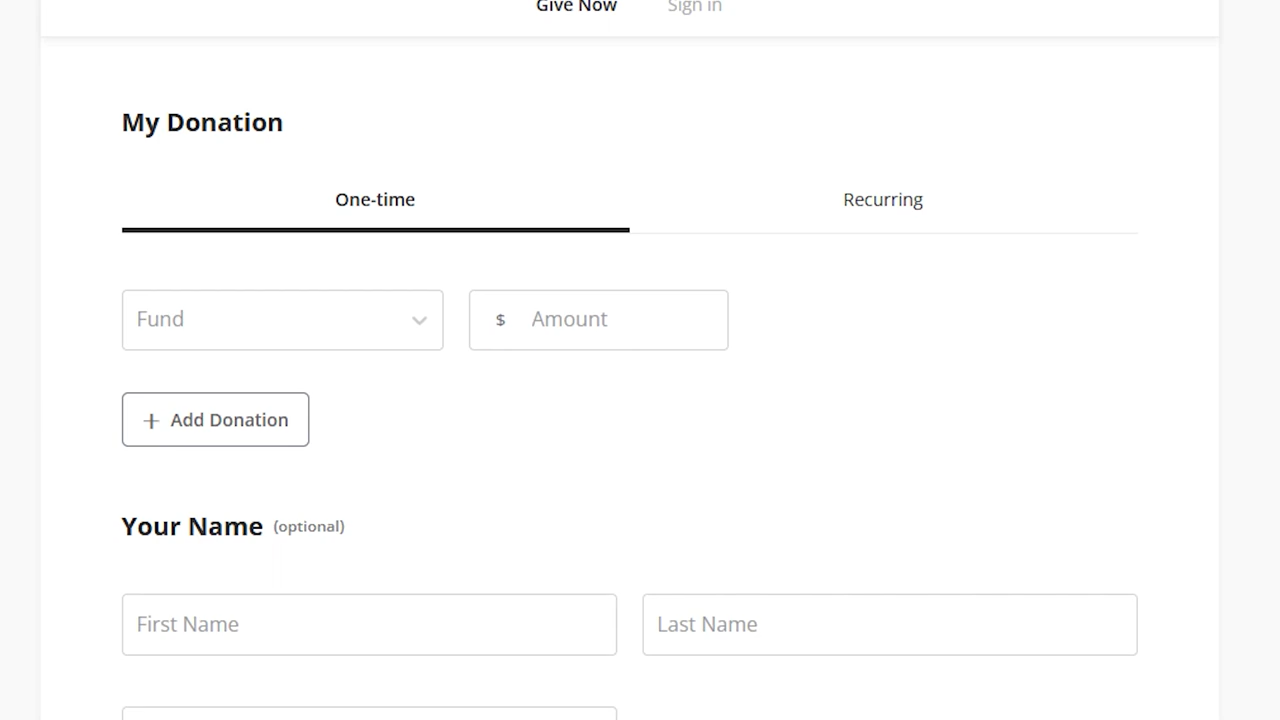 Give Now Sign in
My Donation
One-time Recurring
Fund $ Amount
+ Add Donation
Your Name (optional)
First Name Last Name